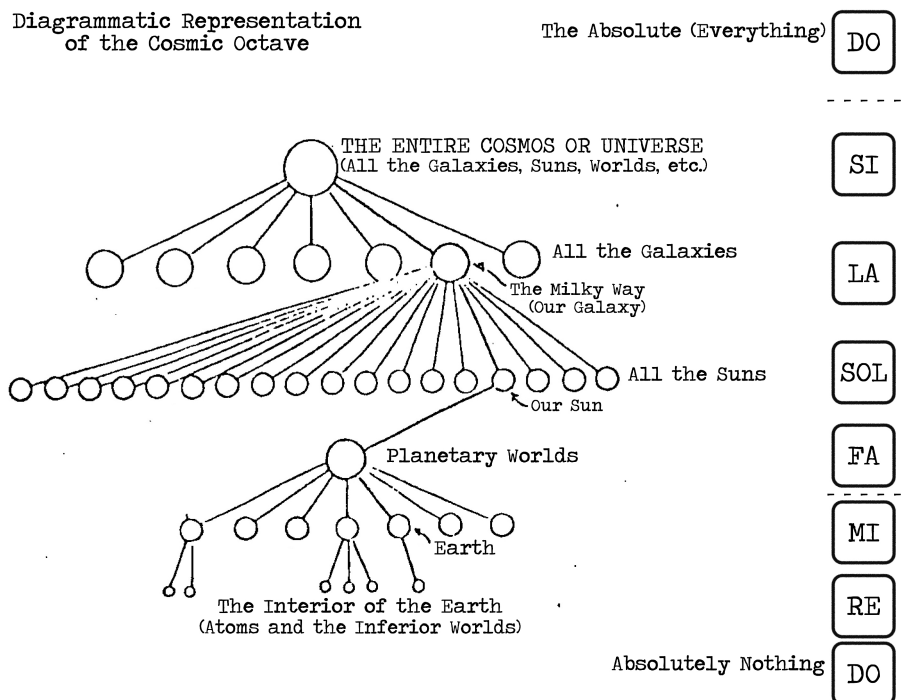 Diagrammatic Representation
of the Cosmic Octave
The Absolute (Everything)
DO
THE ENTIRE COSMOS OR UNIVERSE
(All the Galaxies, Suns, Worlds, etc.)
SI
All the Galaxies
LA
The Milky Way
(Our Galaxy)
All the Suns
SOL
Our Sun
Planetary Worlds
FA
Earth
MI
The Interior of the Earth
(Atoms and the Inferior Worlds)
RE
Absolutely Nothing
DO